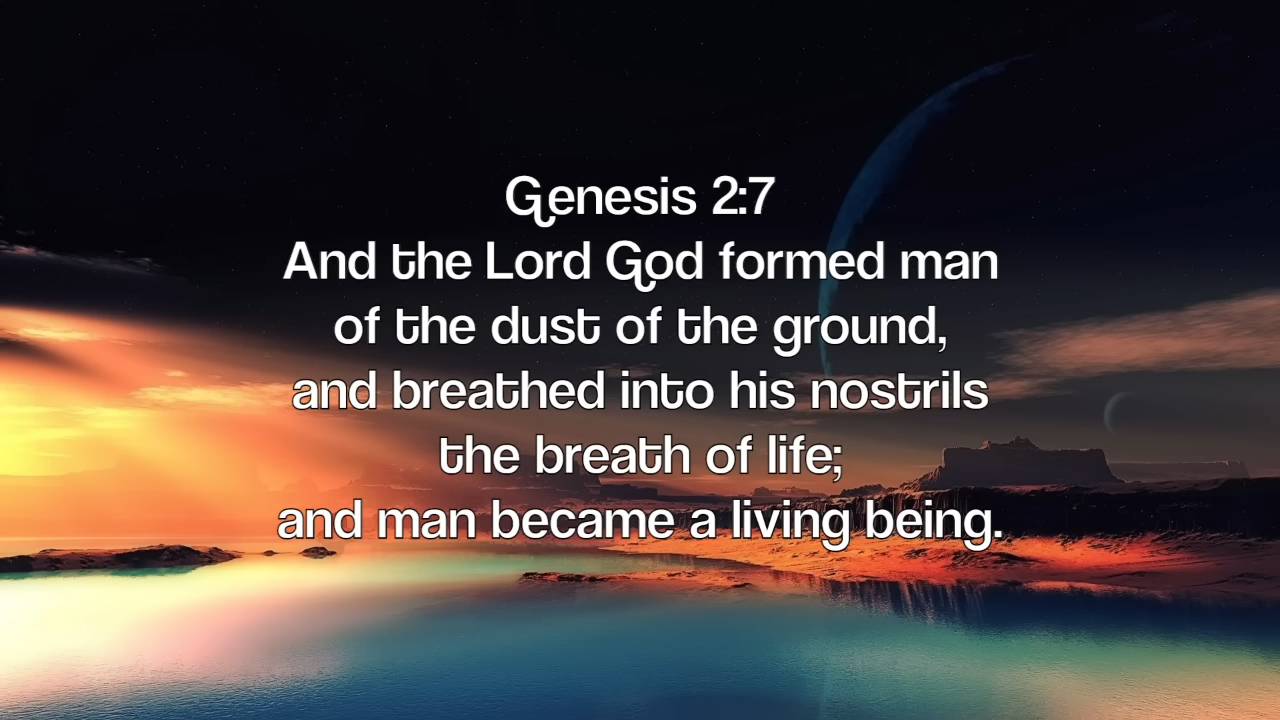 Genesis 2:7
And the Lord God formed man
of the dust of the ground,
and breathed into his nostrils
the breath of life;
and man became a living being.